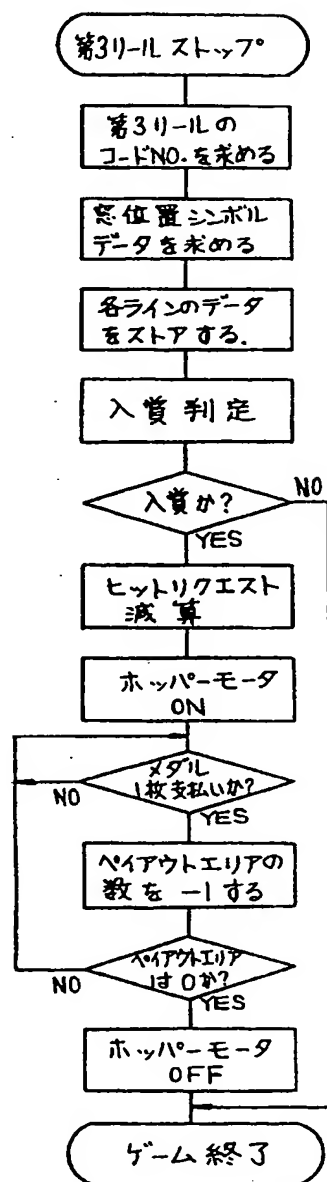 第3リール ストップ
第3リールの
コードNO.を求める
窓位置シンボル
データを求める
各ラインのデータ
をストアする.
入賞判定
入賞か?
NO
YES
ヒットリクエスト
減算
ホッパーモータ
ON
メダル
1枚支払いか?
NO
YES
ペイアウトエリアの
数を -1する
ペイアウトエリア
は0か?
NO
YES
ホッパーモータ
OFF
ゲーム終了